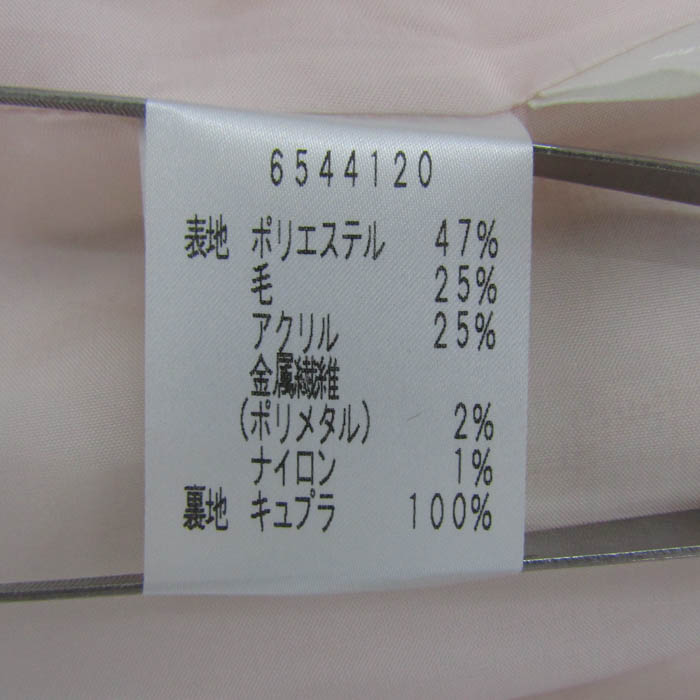 6544120
表地 ポリエステル 47%
毛 25%
アクリル 25%
金属繊維
(ポリメタル) 2%
ナイロン 1%
裏地 キュプラ 100%